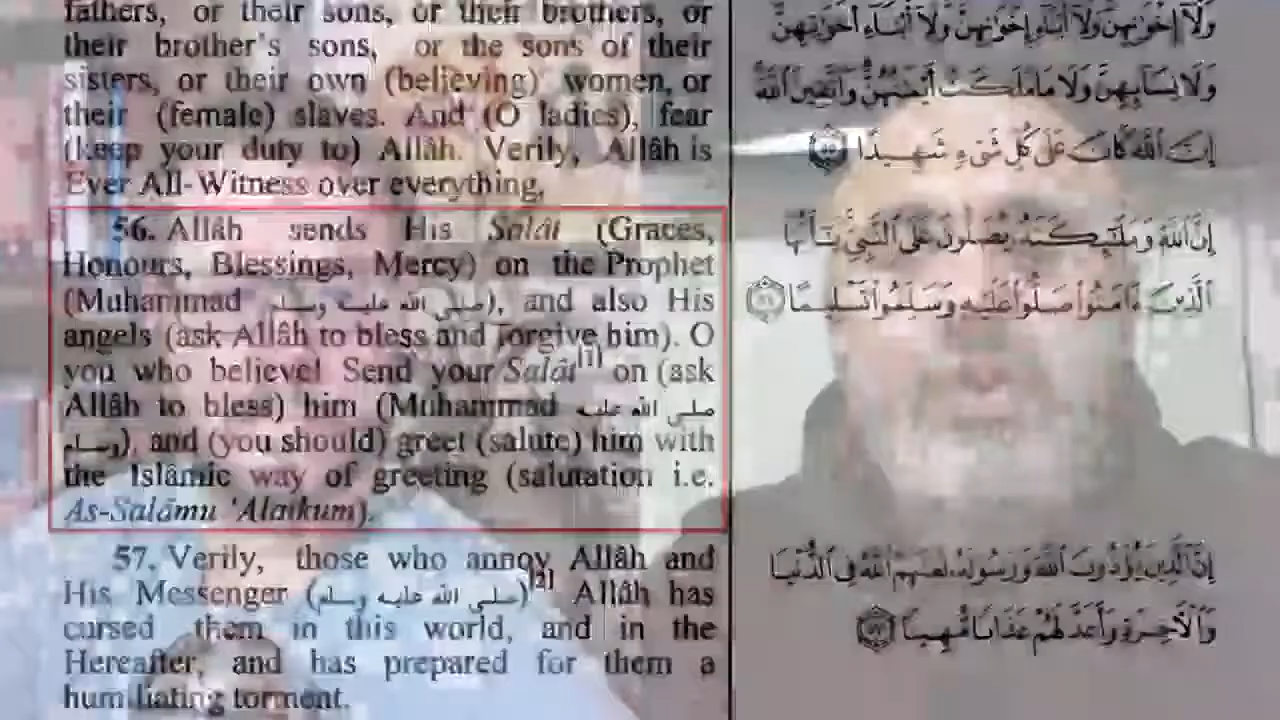 fathers, or their sons, or their brothers, or
their brother's sons, or the sons of their
sisters, or their own (believing) women, or
their (female) slaves. And (O ladies), fear
(keep your duty to) Allâh. Verily, Allâh is
Ever All-Witness over everything.
56. Allâh sends His Salât (Graces,
Honours, Blessings, Mercy) on the Prophet
(Muhammad صلى الله عليه وسلم), and also His
angels (ask Allâh to bless and forgive him). O
you who believe! Send your Salât[1] on (ask
Allâh to bless) him (Muhammad صلى الله عليه
وسلم), and (you should) greet (salute) him with
the Islâmic way of greeting (salutation i.e.
As-Salâmu 'Alaikum).
57. Verily, those who annoy Allâh and
His Messenger (صلى الله عليه وسلم)[2] Allâh has
cursed them in this world, and in the
Hereafter, and has prepared for them a
humiliating torment.
وَلَآ إِخْوَٰنِهِنَّ وَلَآ أَبْنَآءِ إِخْوَٰنِهِنَّ وَلَآ أَبْنَآءِ أَخَوَٰتِهِنَّ
وَلَا نِسَآئِهِنَّ وَلَا مَا مَلَكَتْ أَيْمَٰنُهُنَّ وَٱتَّقِينَ ٱللَّهَ
إِنَّ ٱللَّهَ كَانَ عَلَىٰ كُلِّ شَىْءٍ شَهِيدًا ٥٥
إِنَّ ٱللَّهَ وَمَلَٰٓئِكَتَهُۥ يُصَلُّونَ عَلَى ٱلنَّبِىِّ يَٰٓأَيُّهَا
ٱلَّذِينَ ءَامَنُوا۟ صَلُّوا۟ عَلَيْهِ وَسَلِّمُوا۟ تَسْلِيمًا ٥٦
إِنَّ ٱلَّذِينَ يُؤْذُونَ ٱللَّهَ وَرَسُولَهُۥ لَعَنَهُمُ ٱللَّهُ فِى ٱلدُّنْيَا
وَٱلْءَاخِرَةِ وَأَعَدَّ لَهُمْ عَذَابًا مُّهِينًا ٥٧